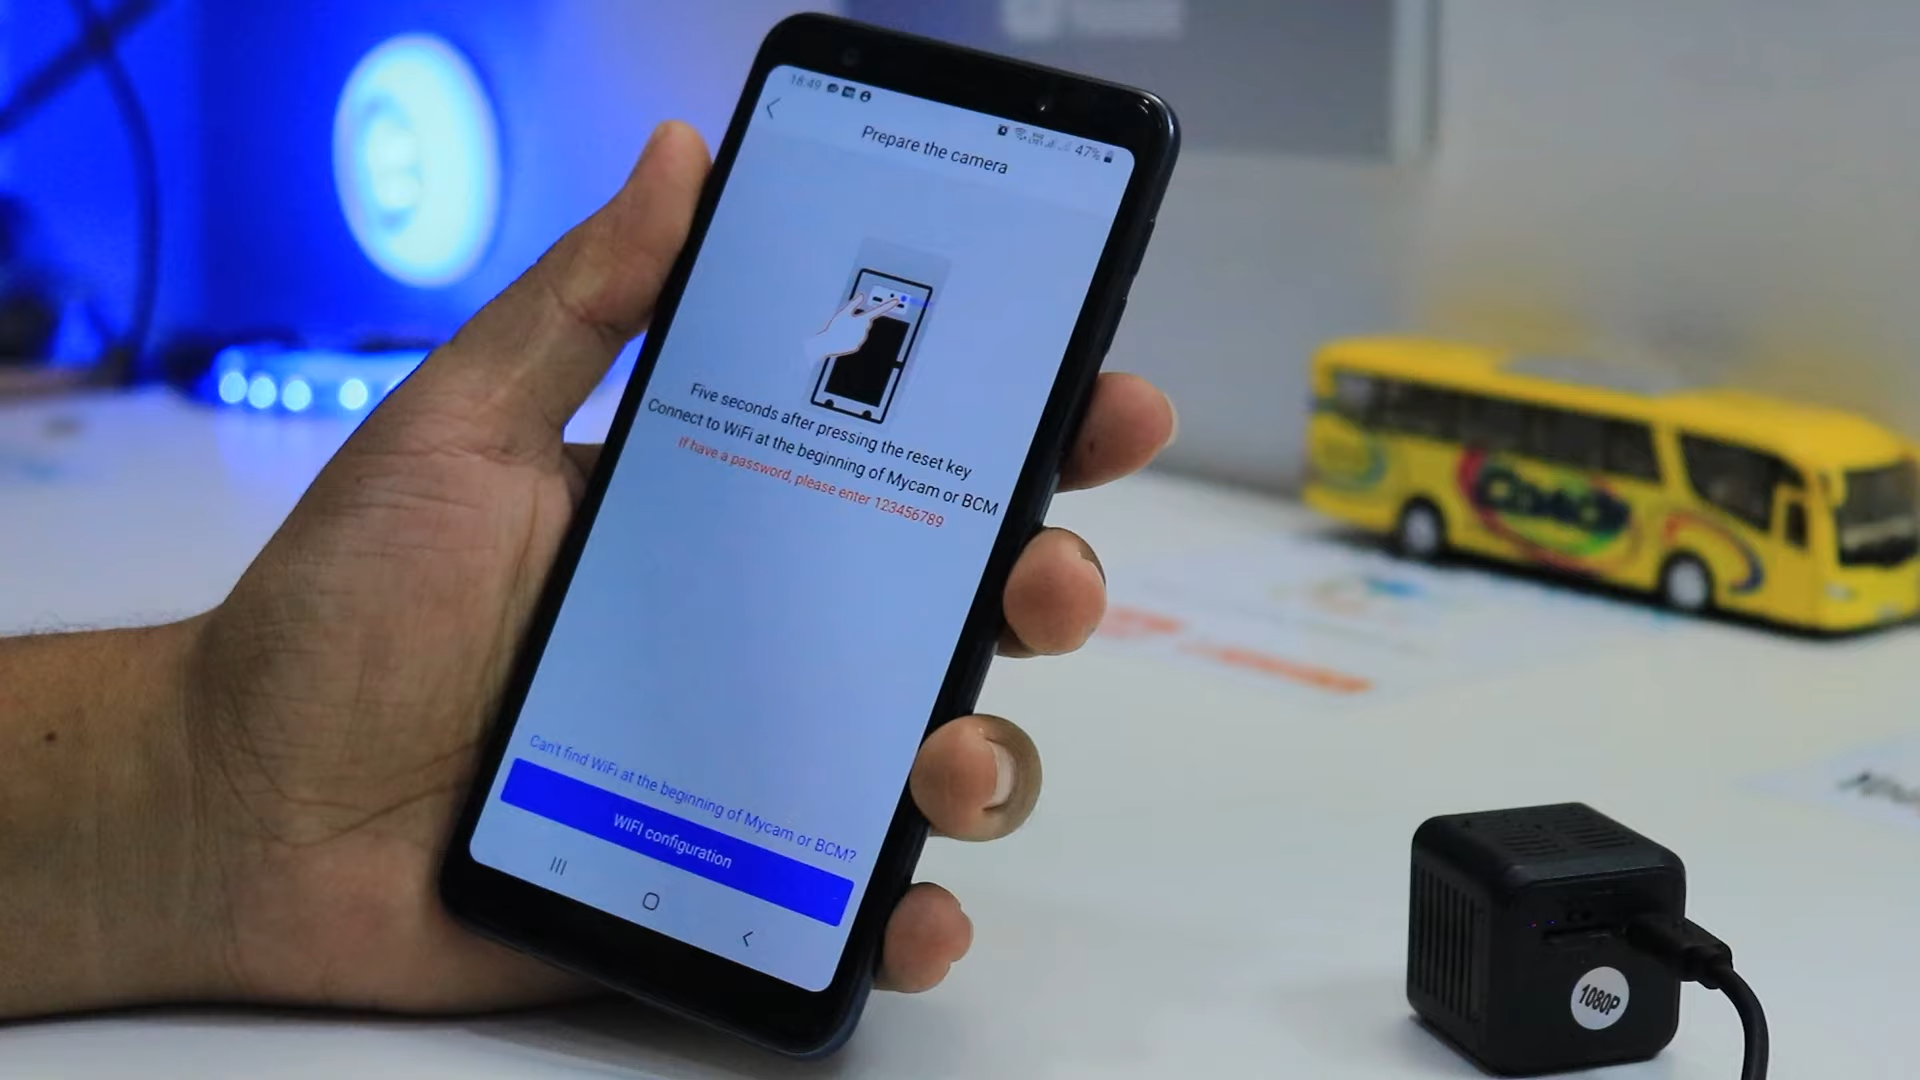 18:49
47%
Prepare the camera
Five seconds after pressing the reset key
Connect to WiFi at the beginning of Mycam or BCM
If have a password, please enter 123456789
Can't find WiFi at the beginning of Mycam or BCM?
WIFI configuration
1080P